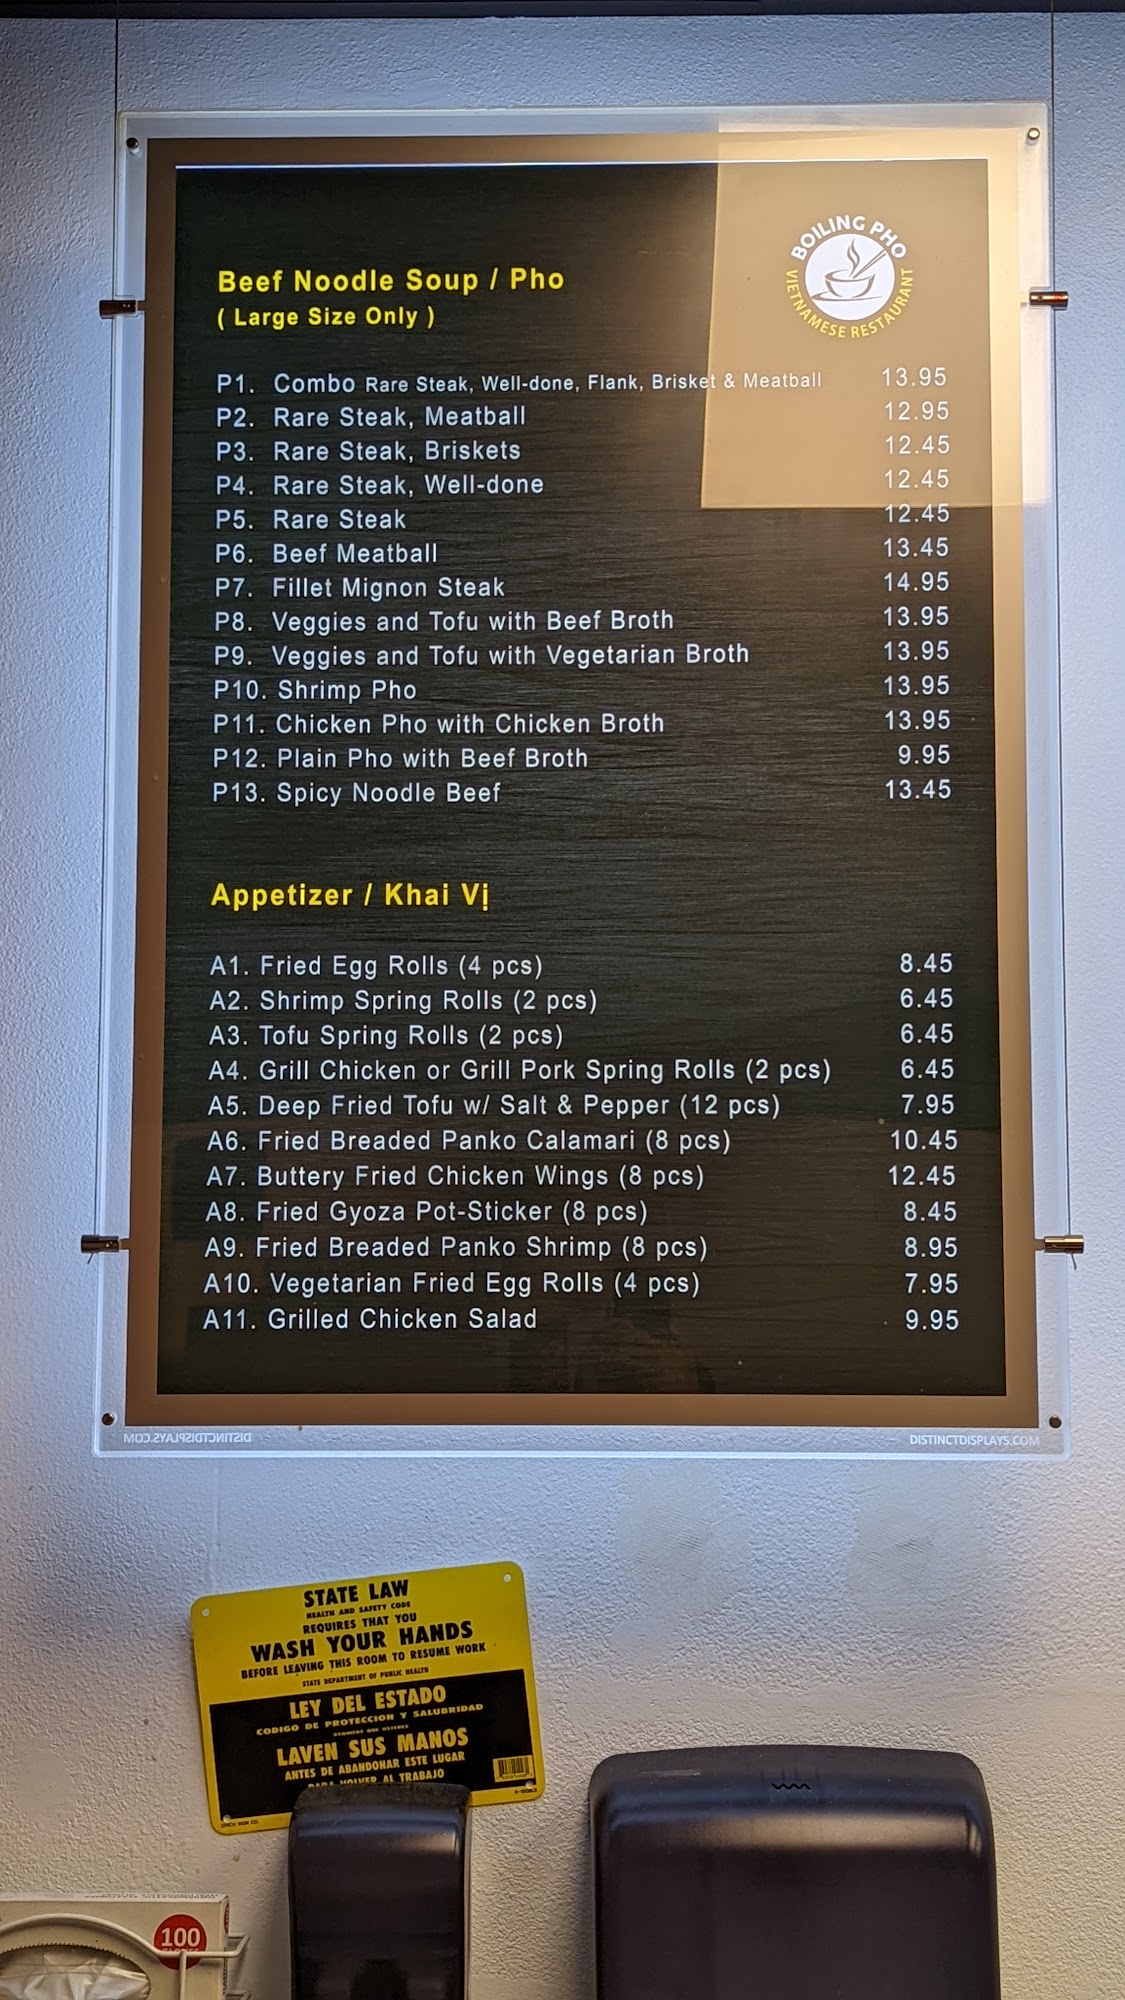 BOILING PHO
VIETNAMESE RESTAURANT
Beef Noodle Soup / Pho
( Large Size Only )
P1. Combo Rare Steak, Well-done, Flank, Brisket & Meatball 13.95
P2. Rare Steak, Meatball 12.95
P3. Rare Steak, Briskets 12.45
P4. Rare Steak, Well-done 12.45
P5. Rare Steak 12.45
P6. Beef Meatball 13.45
P7. Fillet Mignon Steak 14.95
P8. Veggies and Tofu with Beef Broth 13.95
P9. Veggies and Tofu with Vegetarian Broth 13.95
P10. Shrimp Pho 13.95
P11. Chicken Pho with Chicken Broth 13.95
P12. Plain Pho with Beef Broth 9.95
P13. Spicy Noodle Beef 13.45
Appetizer / Khai Vị
A1. Fried Egg Rolls (4 pcs) 8.45
A2. Shrimp Spring Rolls (2 pcs) 6.45
A3. Tofu Spring Rolls (2 pcs) 6.45
A4. Grill Chicken or Grill Pork Spring Rolls (2 pcs) 6.45
A5. Deep Fried Tofu w/ Salt & Pepper (12 pcs) 7.95
A6. Fried Breaded Panko Calamari (8 pcs) 10.45
A7. Buttery Fried Chicken Wings (8 pcs) 12.45
A8. Fried Gyoza Pot-Sticker (8 pcs) 8.45
A9. Fried Breaded Panko Shrimp (8 pcs) 8.95
A10. Vegetarian Fried Egg Rolls (4 pcs) 7.95
A11. Grilled Chicken Salad 9.95
DISTINCTDISPLAYS.COM DISTINCTDISPLAYS.COM
STATE LAW
HEALTH AND SAFETY CODE
REQUIRES THAT YOU
WASH YOUR HANDS
BEFORE LEAVING THIS ROOM TO RESUME WORK
STATE DEPARTMENT OF PUBLIC HEALTH
LEY DEL ESTADO
CODIGO DE PROTECCION Y SALUBRIDAD
LAVEN SUS MANOS
ANTES DE ABANDONAR ESTE LUGAR
PARA VOLVER AL TRABAJO
LYNCH SIGN CO.
100